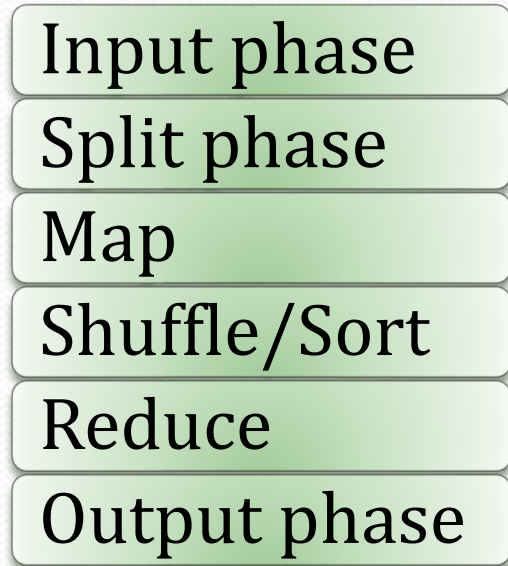 Input phase
Split phase
Map
Shuffle/Sort
Reduce
Output phase